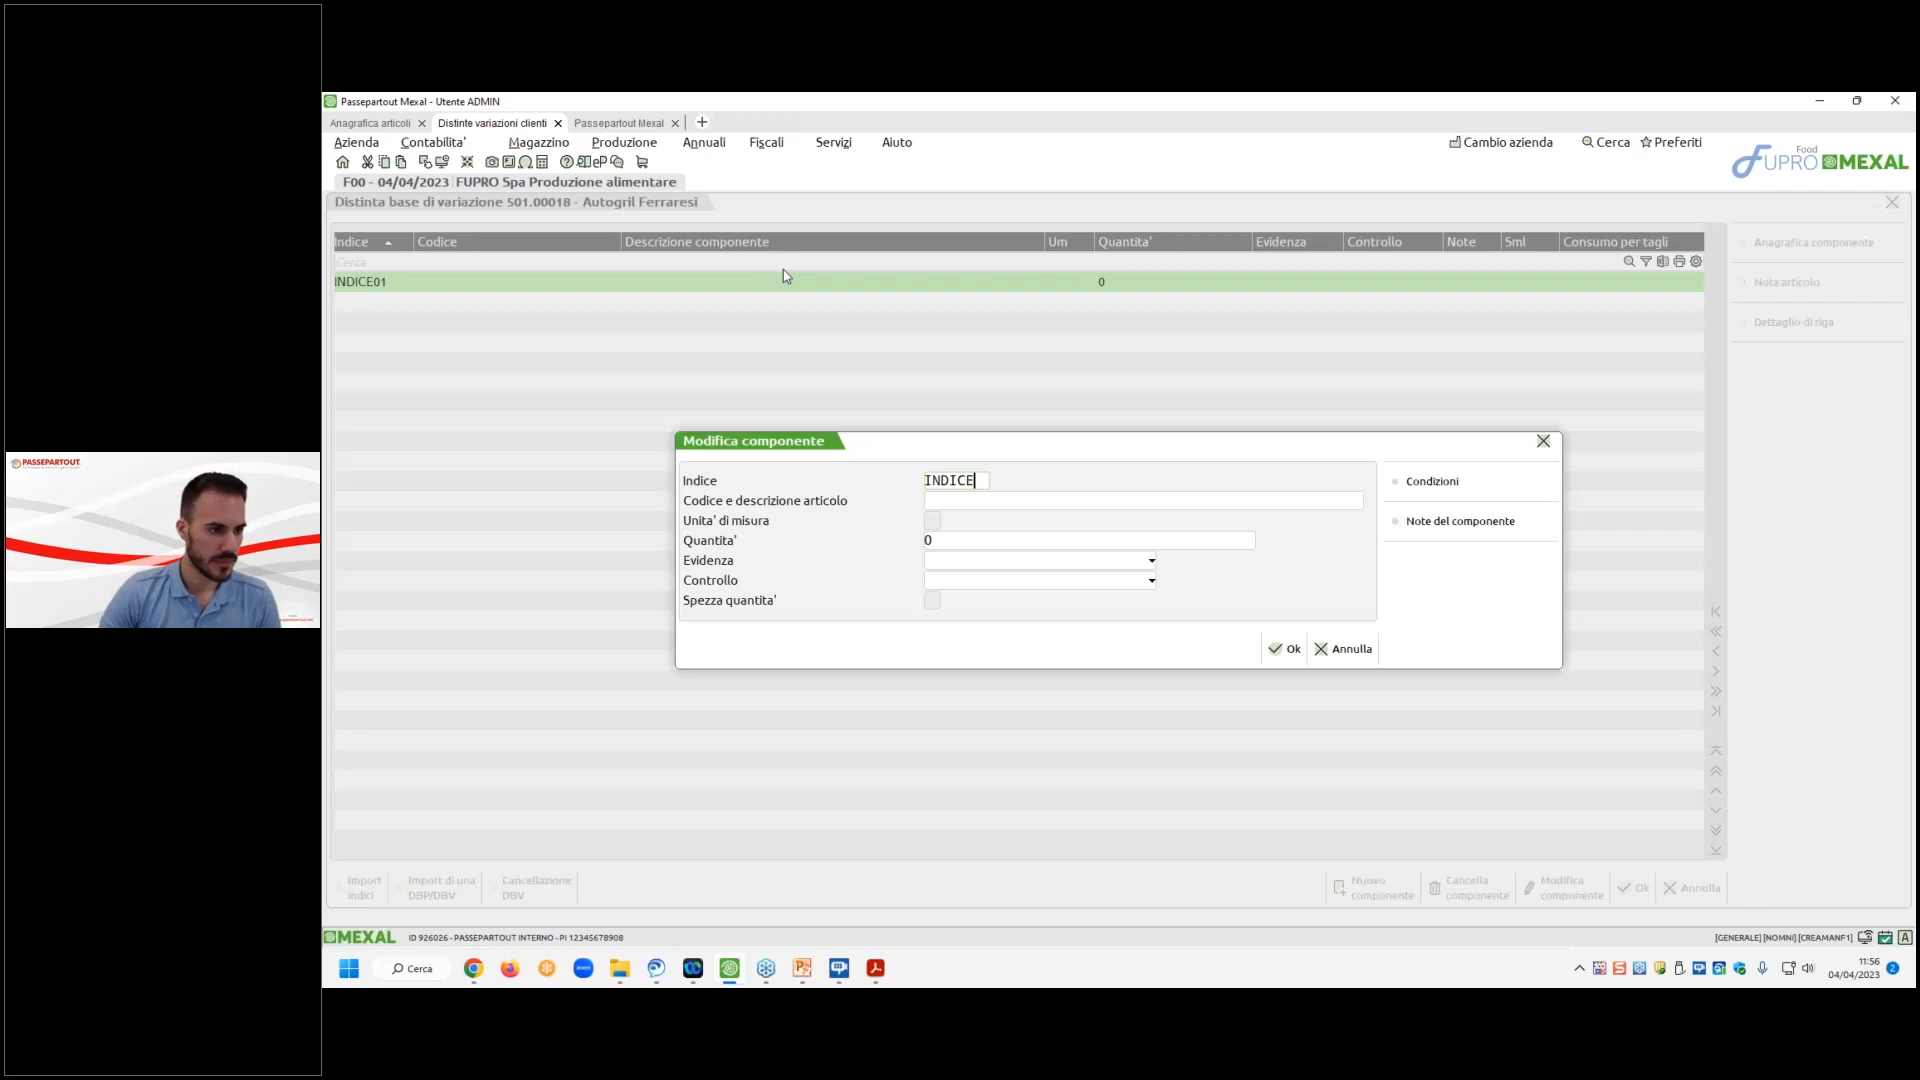 Passepartout Mexal - Utente ADMIN
Anagrafica articoli
Distinte variazioni clienti
Passepartout Mexal
Azienda
Contabilita'
Magazzino
Produzione
Annuali
Fiscali
Servizi
Aiuto
Cambio azienda
Cerca
Preferiti
Food
FUPRO
MEXAL
F00 - 04/04/2023 FUPRO Spa Produzione alimentare
Distinta base di variazione 501.00018 - Autogril Ferraresi
Indice
Codice
Descrizione componente
Um
Quantita'
Evidenza
Controllo
Note
Sml
Consumo per tagli
Anagrafica componente
Cerca
INDICE01
0
Nota articolo
Dettaglio di riga
Modifica componente
Indice
INDICE
Condizioni
Codice e descrizione articolo
Unita' di misura
Note del componente
Quantita'
0
Evidenza
Controllo
Spezza quantita'
Ok
Annulla
PASSEPARTOUT
Import indici
Import di una DBP/DBV
Cancellazione DBV
Nuovo componente
Cancella componente
Modifica componente
Ok
Annulla
MEXAL
ID 926026 - PASSEPARTOUT INTERNO - PI 12345678908
[GENERALE] [NOMNI] [CREAMANF1]
A
Cerca
11:56
04/04/2023
2